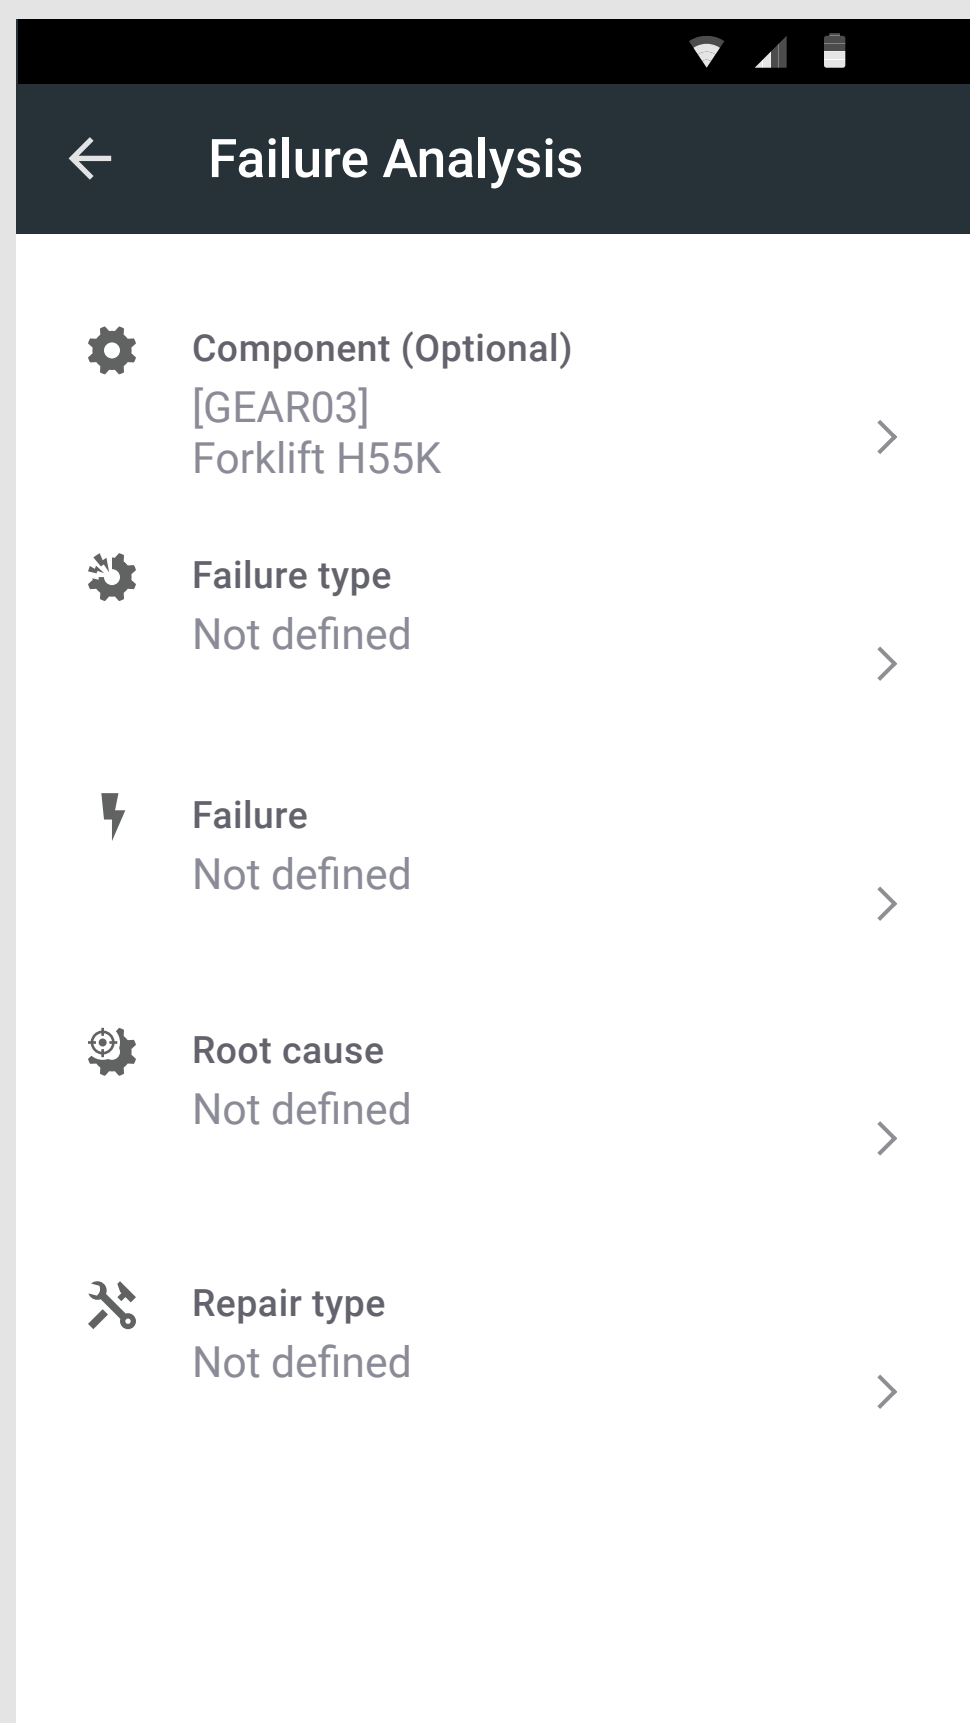 Failure Analysis
Component (Optional)
[GEAR03]
Forklift H55K
Failure type
Not defined
Failure
Not defined
Root cause
Not defined
Repair type
Not defined